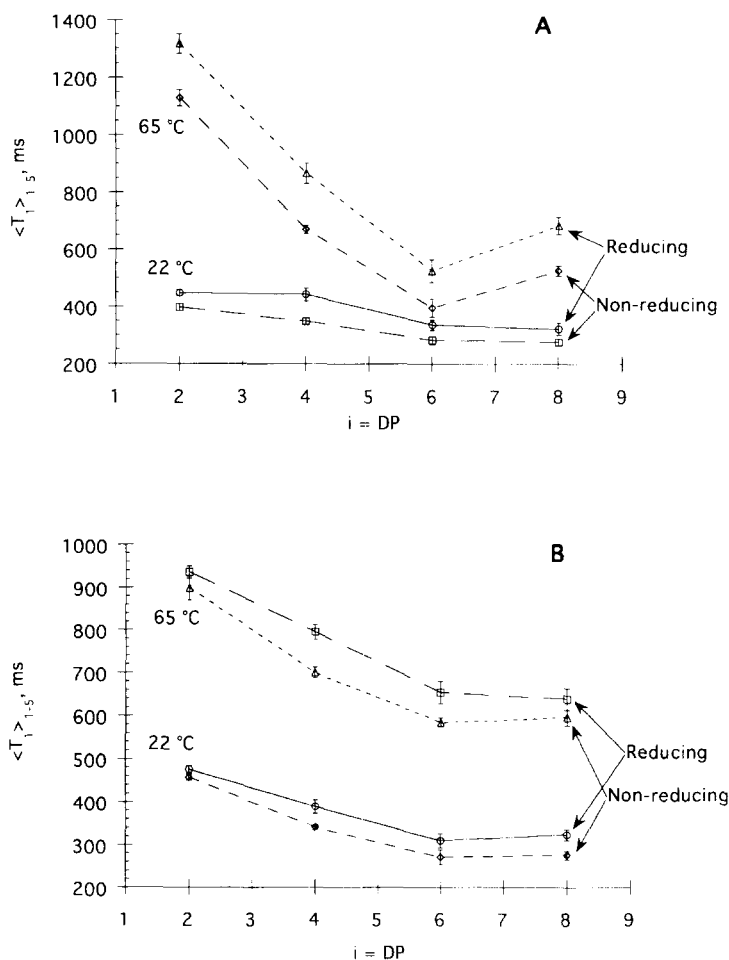 A
1400
1200
1000
800
600
400
200
<T1>1-5, ms
65 °C
22 °C
Reducing
Non-reducing
1 2 3 4 5 6 7 8 9
i = DP
B
1000
900
800
700
600
500
400
300
200
<T1>1-5, ms
65 °C
22 °C
Reducing
Non-reducing
1 2 3 4 5 6 7 8 9
i = DP